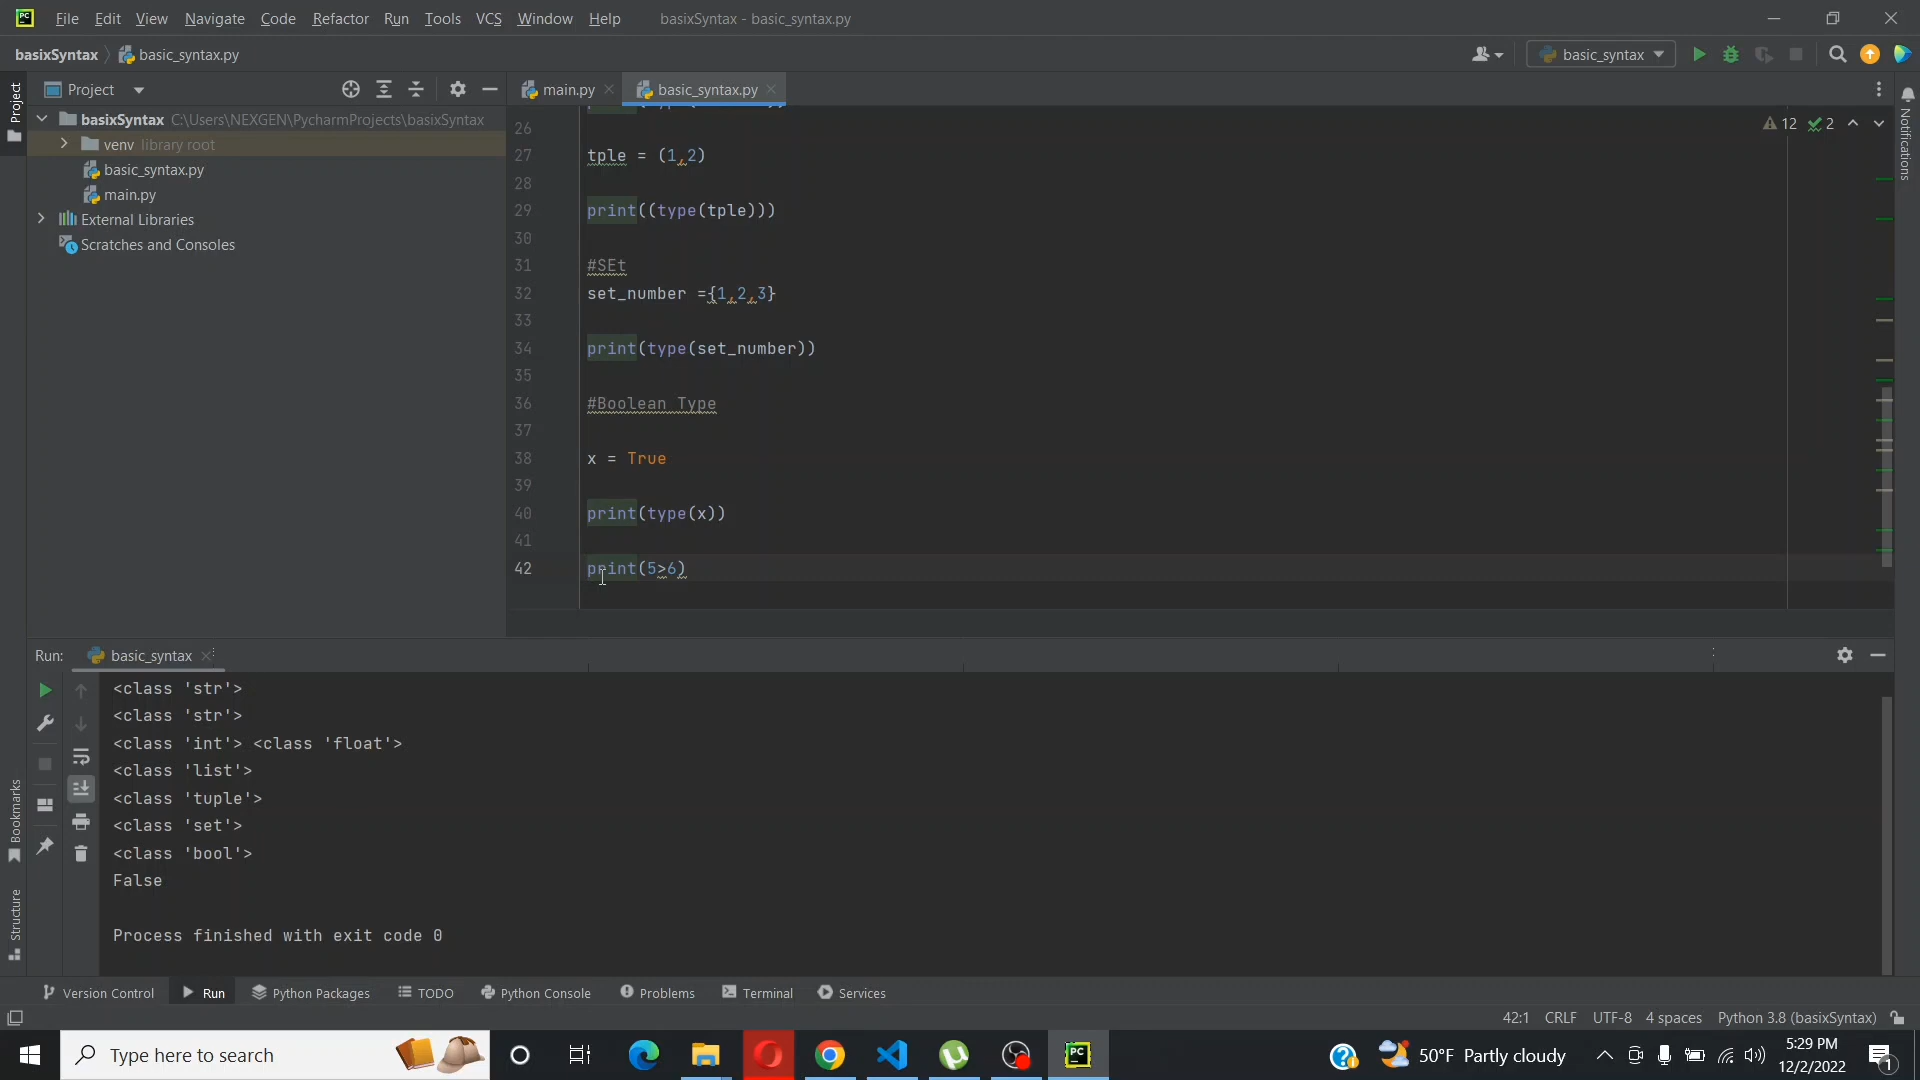 PC File Edit View Navigate Code Refactor Run Tools VCS Window Help basixSyntax - basic_syntax.py
basixSyntax basic_syntax.py basic_syntax
Project Project main.py basic_syntax.py
basixSyntax C:\Users\NEXGEN\PycharmProjects\basixSyntax
venv library root
basic_syntax.py
main.py
External Libraries
Scratches and Consoles
12 2
Notifications
26
27 tple = (1,2)
28
29 print((type(tple)))
30
31 #SEt
32 set_number ={1,2,3}
33
34 print(type(set_number))
35
36 #Boolean Type
37
38 x = True
39
40 print(type(x))
41
42 print(5>6)
Run: basic_syntax
<class 'str'>
<class 'str'>
<class 'int'> <class 'float'>
<class 'list'>
<class 'tuple'>
<class 'set'>
<class 'bool'>
False
Process finished with exit code 0
Bookmarks
Structure
Version Control Run Python Packages TODO Python Console Problems Terminal Services
42:1 CRLF UTF-8 4 spaces Python 3.8 (basixSyntax)
Type here to search PC 50°F Partly cloudy 5:29 PM
12/2/2022 1